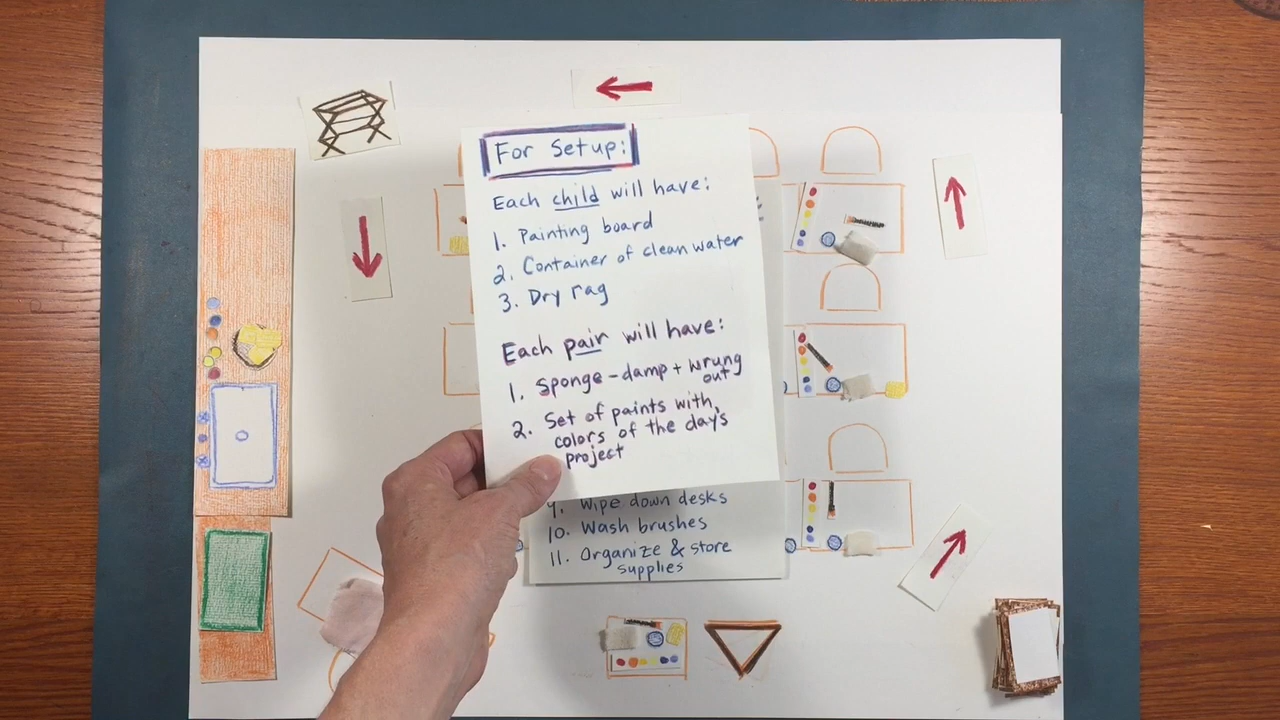 For Setup:
Each child will have:
1. Painting board
2. Container of clean water
3. Dry rag
Each pair will have:
1. Sponge - damp + wrung
out
2. Set of paints with
colors of the day's
project
9. Wipe down desks
10. Wash brushes
11. Organize & store
supplies